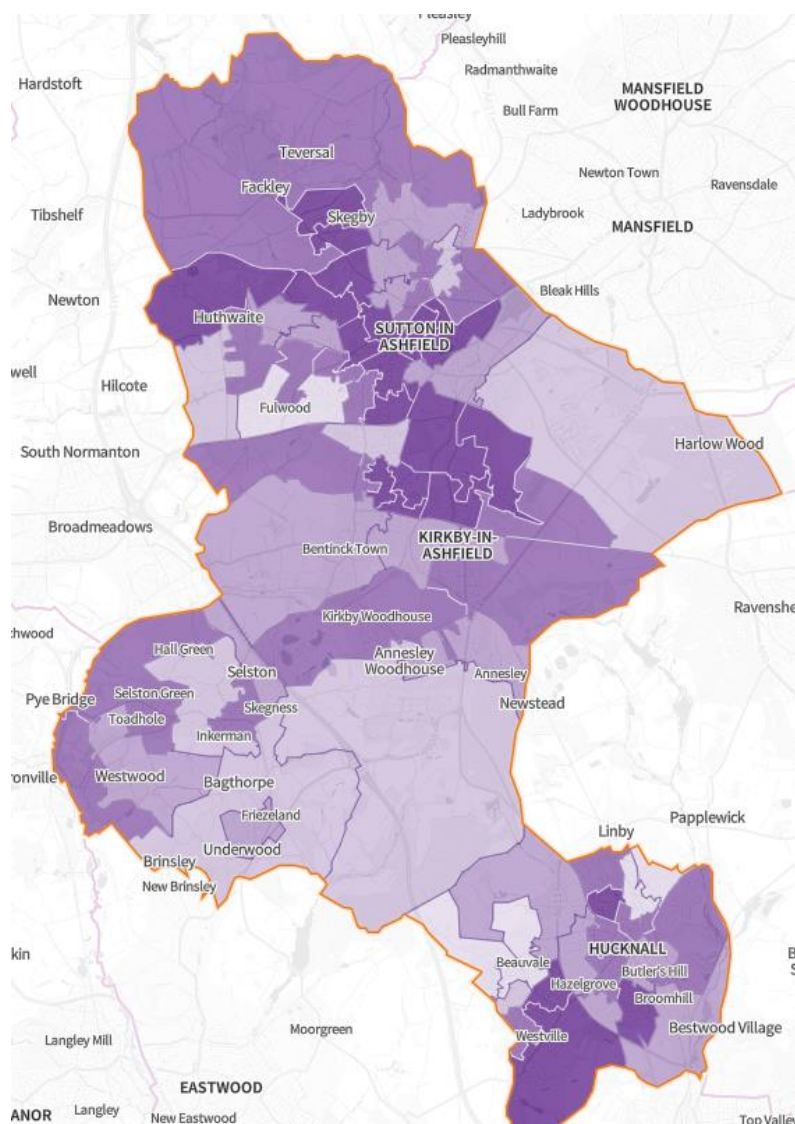 Pleasley
Pleasleyhill
Hardstoft
Radmanthwaite
MANSFIELD
WOODHOUSE
Bull Farm
Teversal
Newton Town
Fackley
Ravensdale
Tibshelf
Skegby
Ladybrook
MANSFIELD
Newton
Bleak Hills
Huthwaite
SUTTON IN
ASHFIELD
well
Hilcote
Fulwood
South Normanton
Harlow Wood
Broadmeadows
KIRKBY-IN-
ASHFIELD
Bentinck Town
Ravenshe
Kirkby Woodhouse
thwood
Hall Green
Selston
Annesley
Woodhouse
Annesley
Pye Bridge
Selston Green
Skegness
Newstead
Toadhole
Inkerman
ronville
Westwood
Bagthorpe
Friezeland
Papplewick
Linby
Underwood
Brinsley
New Brinsley
kin
HUCKNALL
Beauvale
Butler's Hill
Hazelgrove
Broomhill
Moorgreen
Westville
Bestwood Village
Langley Mill
EASTWOOD
ANOR
Langley
New Eastwood
Top Valley